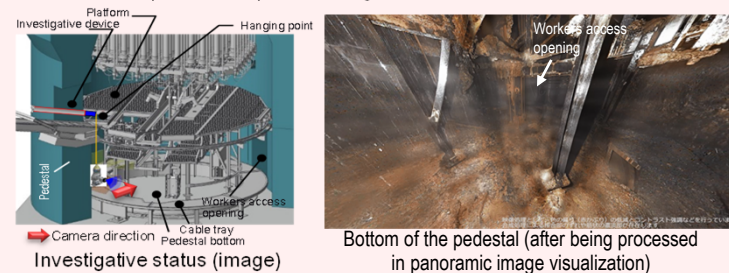 Platform
Investigative device
Hanging point
Pedestal
Workers access
opening
Cable tray
Pedestal bottom
Camera direction
Investigative status (image)
Workers access
opening
Bottom of the pedestal (after being processed
in panoramic image visualization)